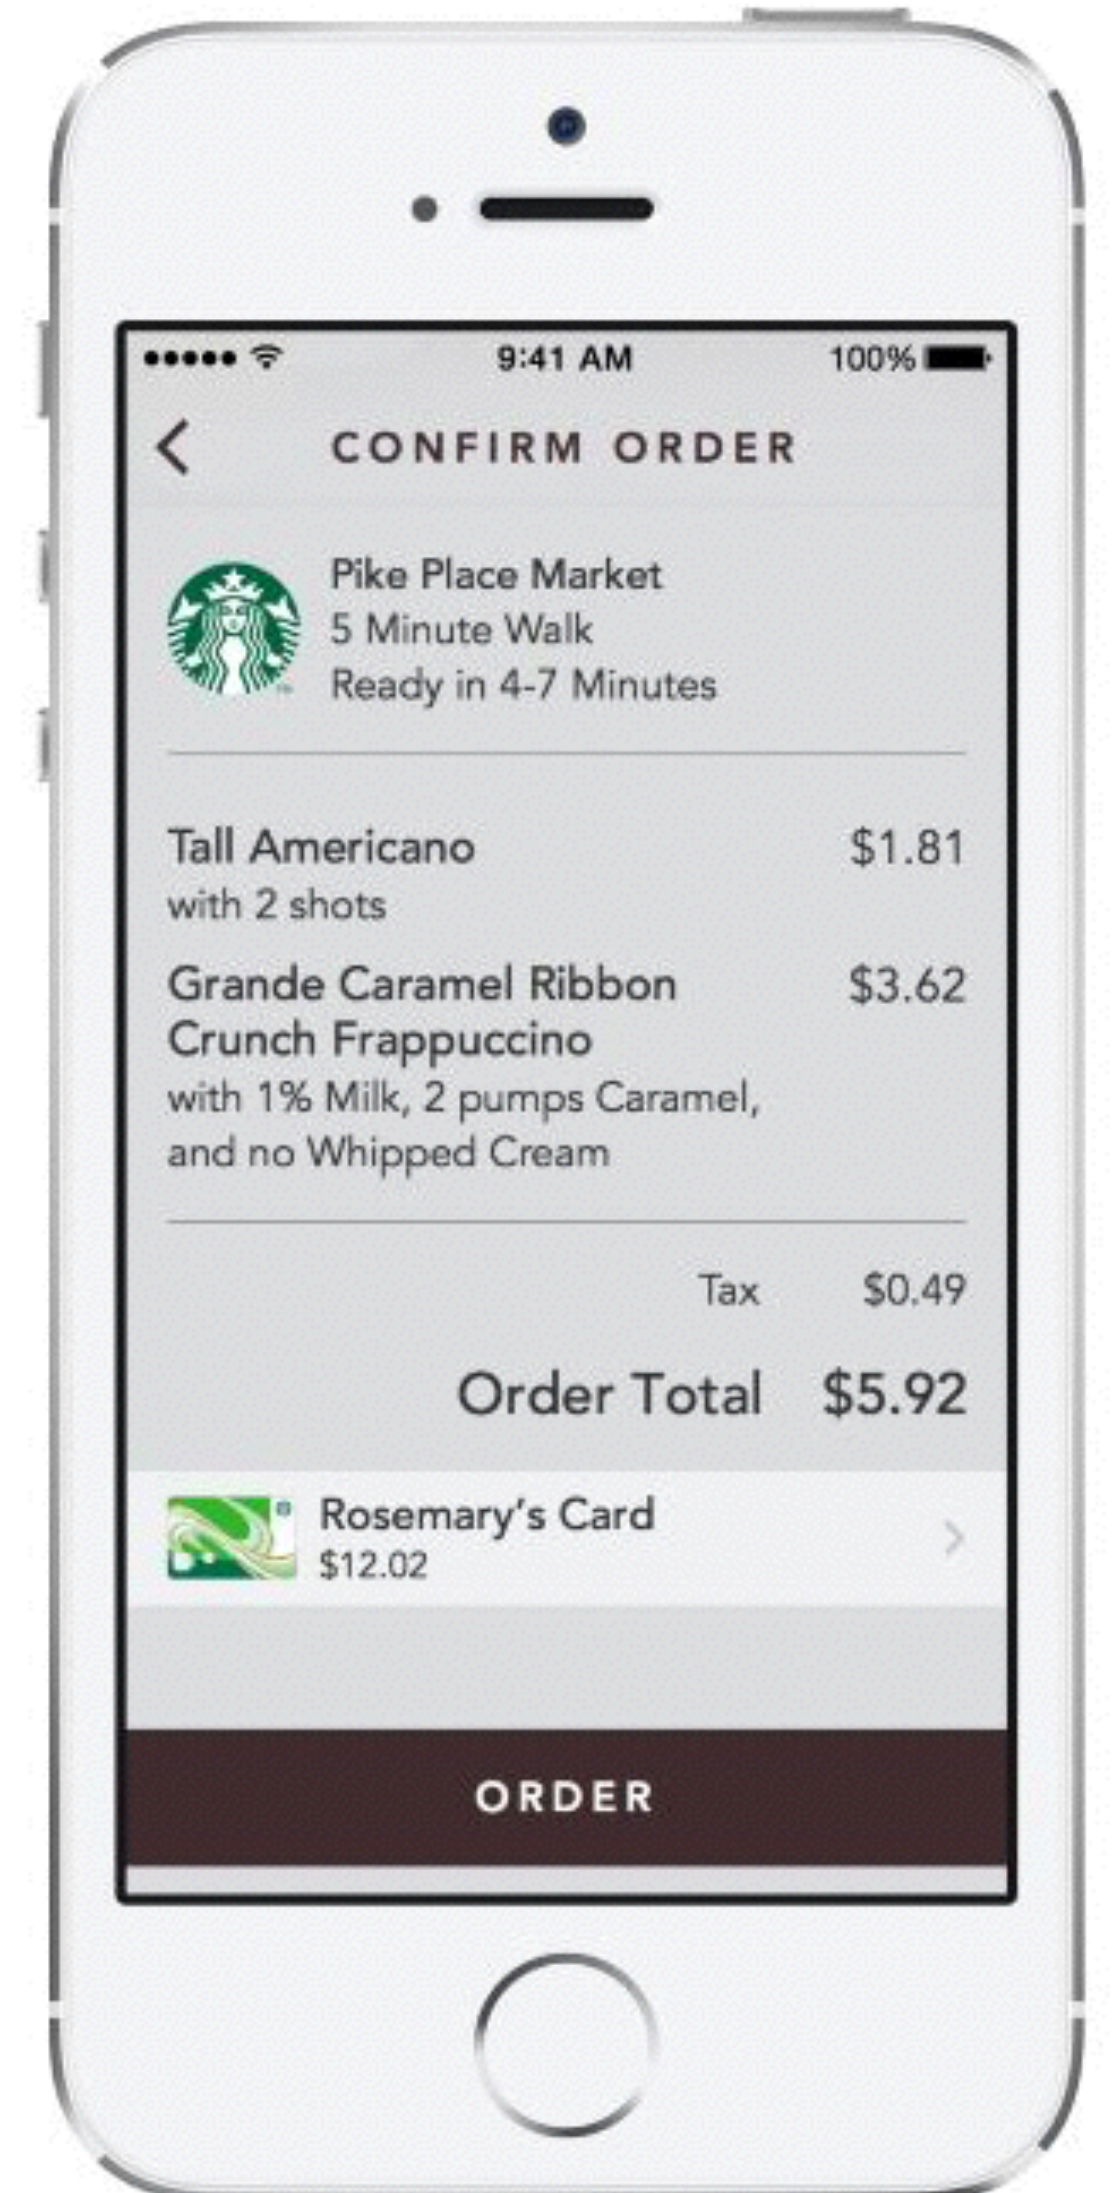 9:41 AM 100%
CONFIRM ORDER
Pike Place Market
5 Minute Walk
Ready in 4-7 Minutes
Tall Americano $1.81
with 2 shots
Grande Caramel Ribbon $3.62
Crunch Frappuccino
with 1% Milk, 2 pumps Caramel,
and no Whipped Cream
Tax $0.49
Order Total $5.92
Rosemary's Card
$12.02
ORDER